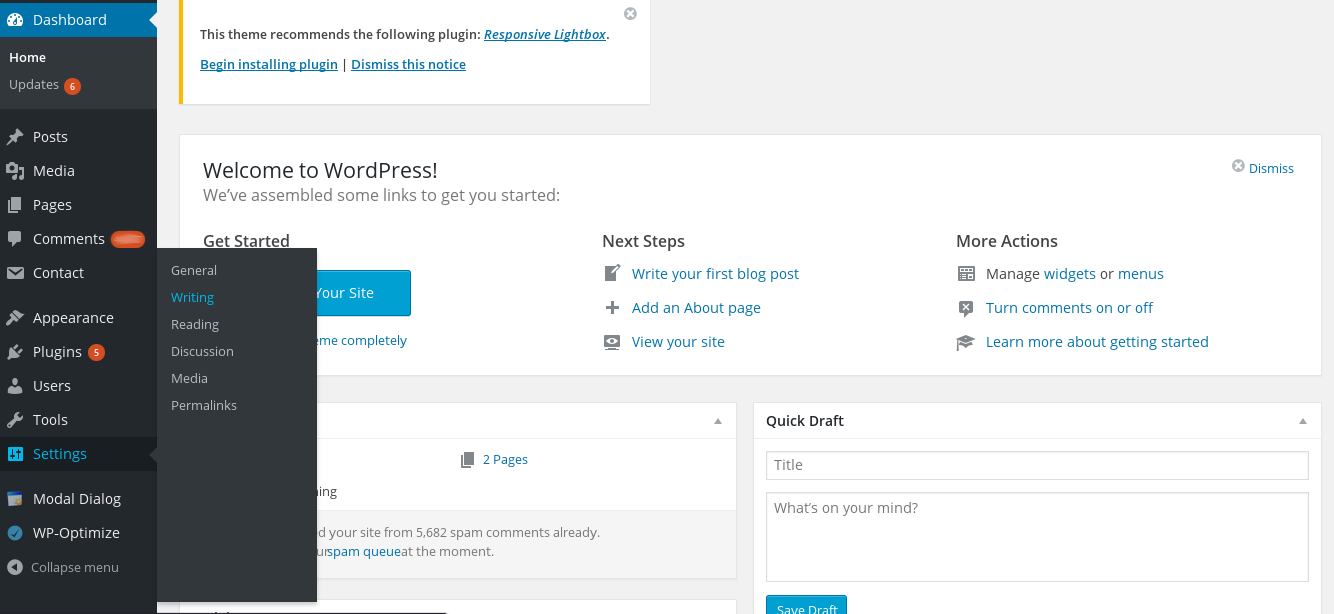 Dashboard
Home
Updates 6
Posts
Media
Pages
Comments
Contact
Appearance
Plugins 5
Users
Tools
Settings
Modal Dialog
WP-Optimize
Collapse menu
General
Writing
Reading
Discussion
Media
Permalinks
This theme recommends the following plugin: Responsive Lightbox.
Begin installing plugin | Dismiss this notice
Welcome to WordPress!
We've assembled some links to get you started:
Dismiss
Get Started
Your Site
eme completely
Next Steps
Write your first blog post
Add an About page
View your site
More Actions
Manage widgets or menus
Turn comments on or off
Learn more about getting started
2 Pages
ning
d your site from 5,682 spam comments already.
spam queue at the moment.
Quick Draft
Title
What's on your mind?
Save Draft